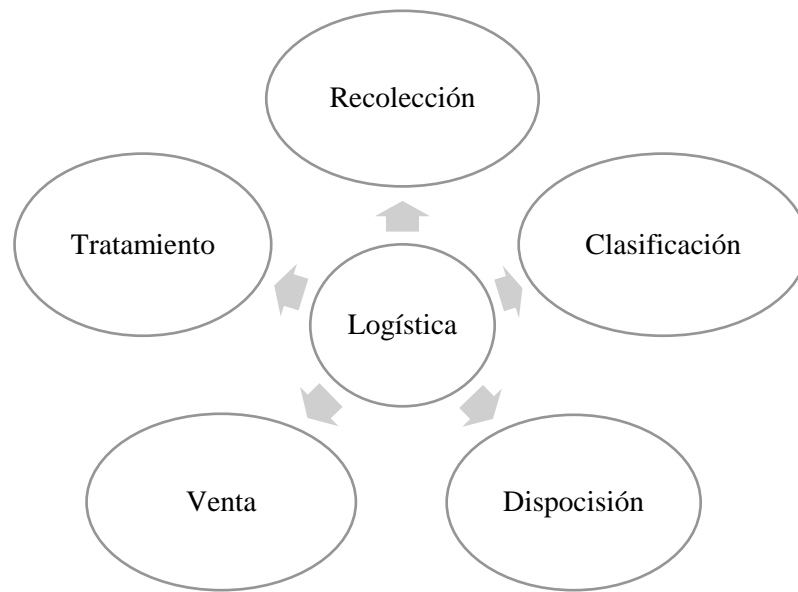 Recolección
Tratamiento
Clasificación
Logística
Venta
Dispocisión